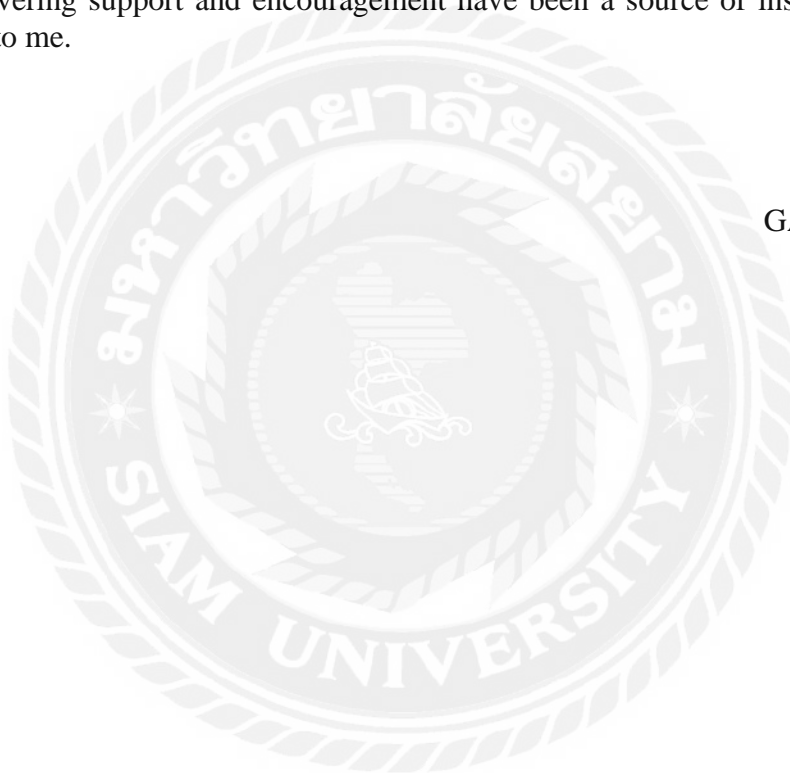 vering support and encouragement have been a source of ins
to me.
GA
มหาวิทยาลัยสยาม
SIAM UNIVERSITY